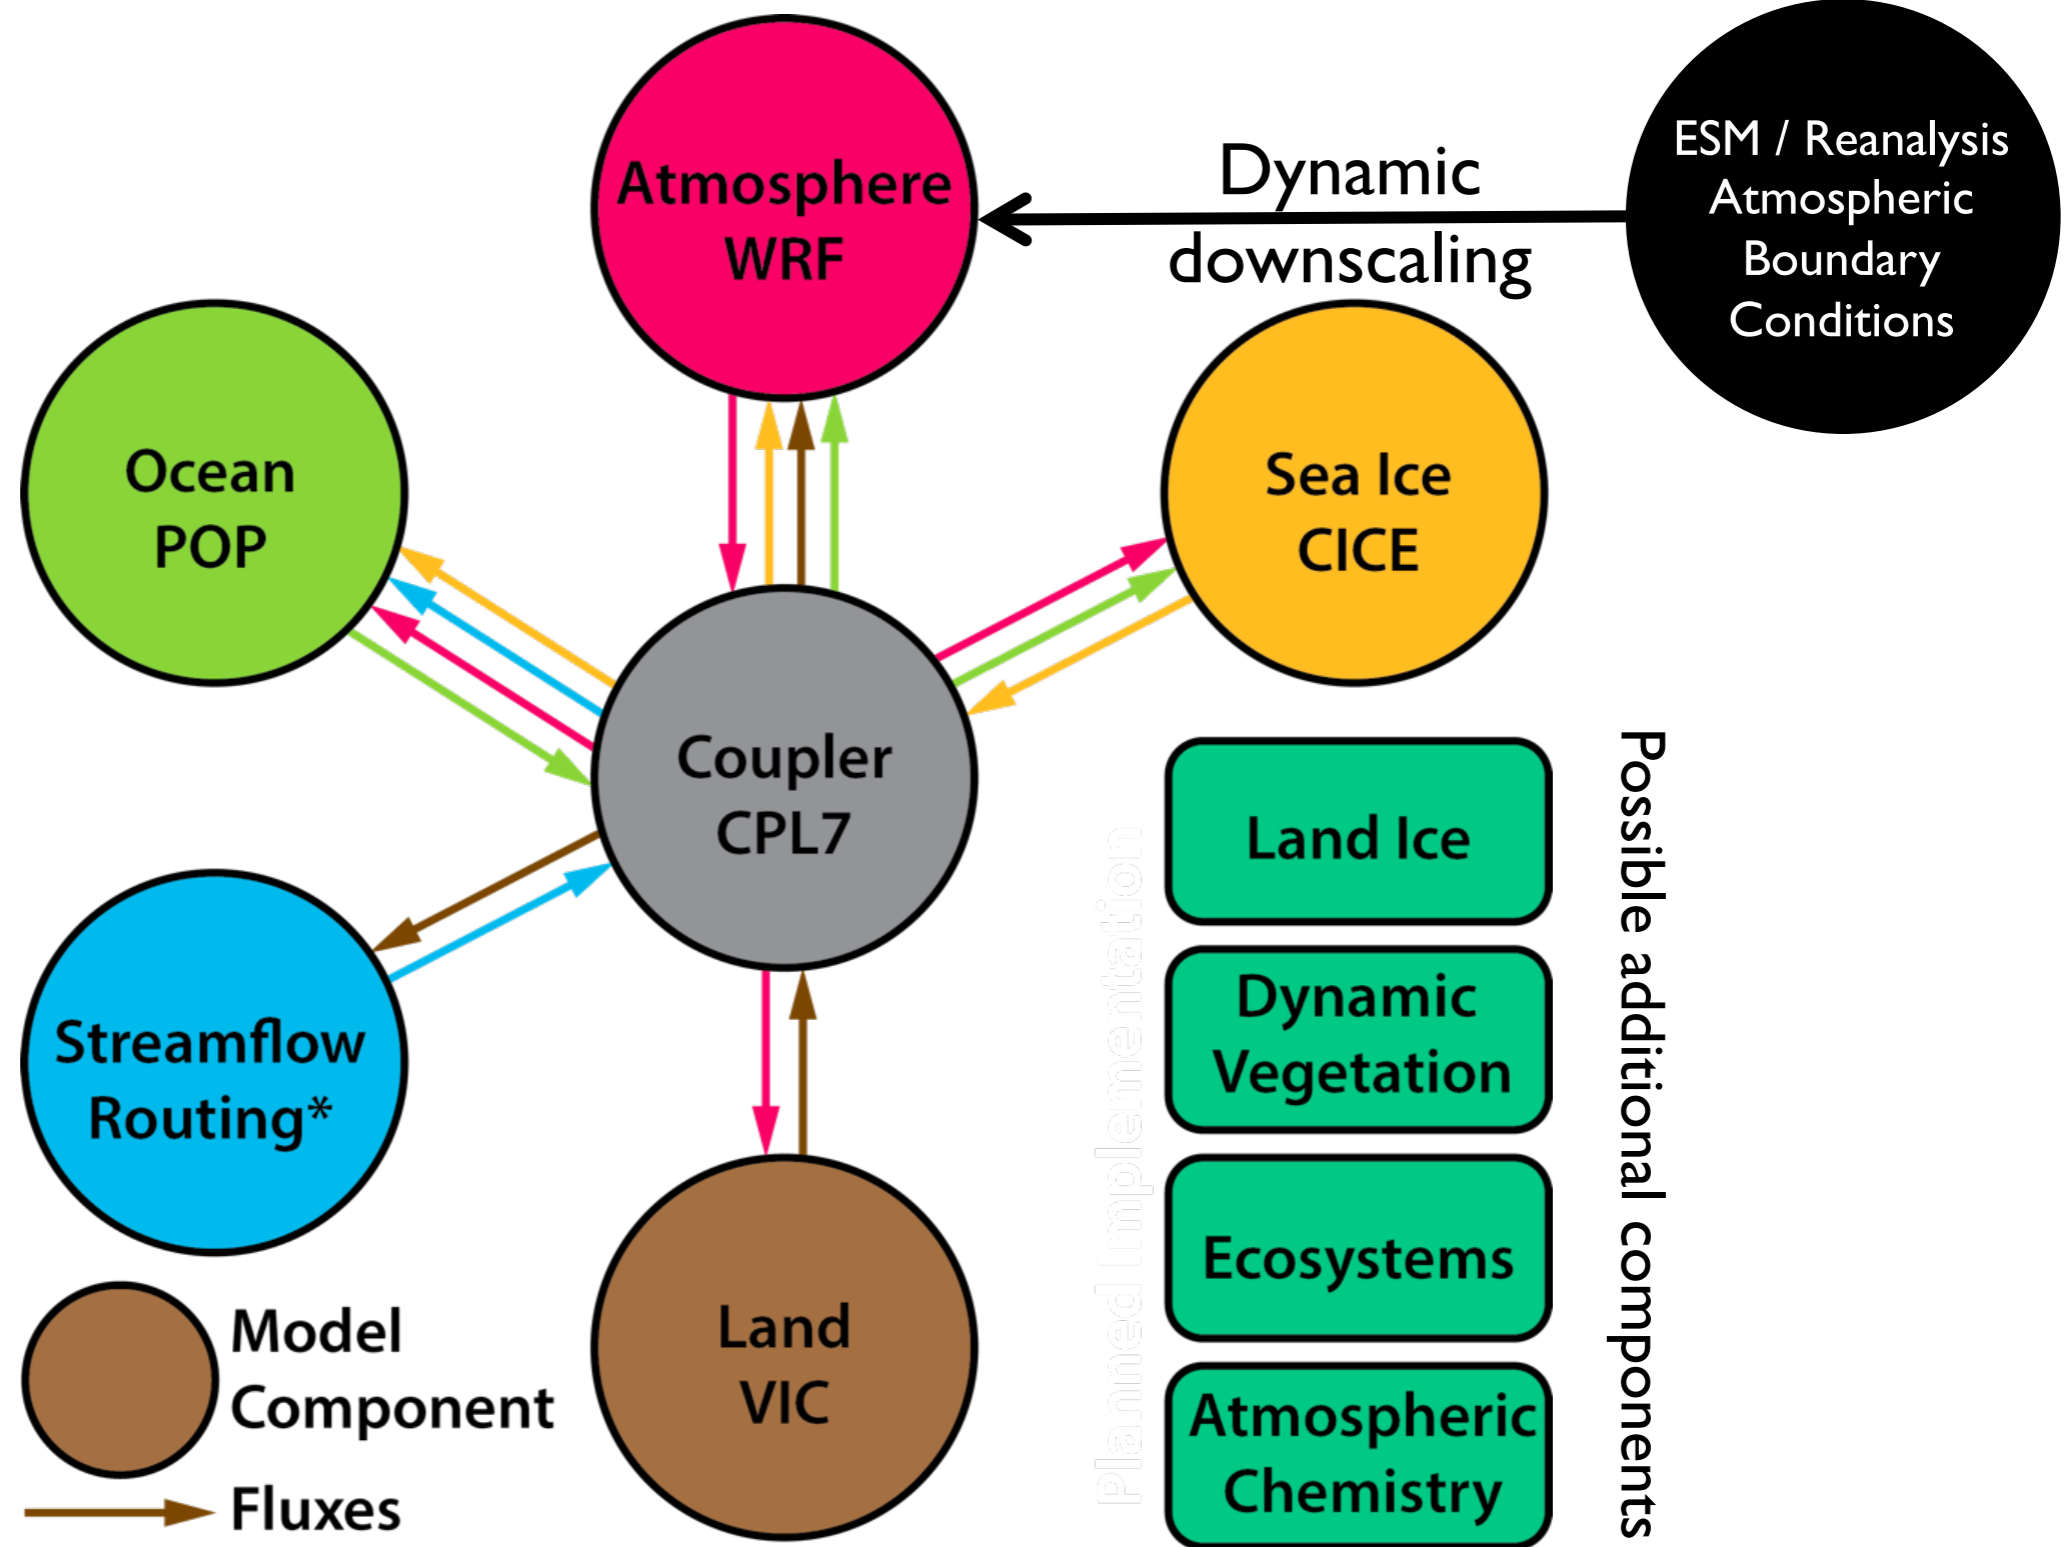 Atmosphere
WRF
Dynamic
downscaling
ESM / Reanalysis
Atmospheric
Boundary
Conditions
Ocean
POP
Sea Ice
CICE
Coupler
CPL7
Streamflow
Routing*
Land
VIC
Planned Implementation
Land Ice
Dynamic
Vegetation
Ecosystems
Atmospheric
Chemistry
Possible additional components
Model
Component
Fluxes